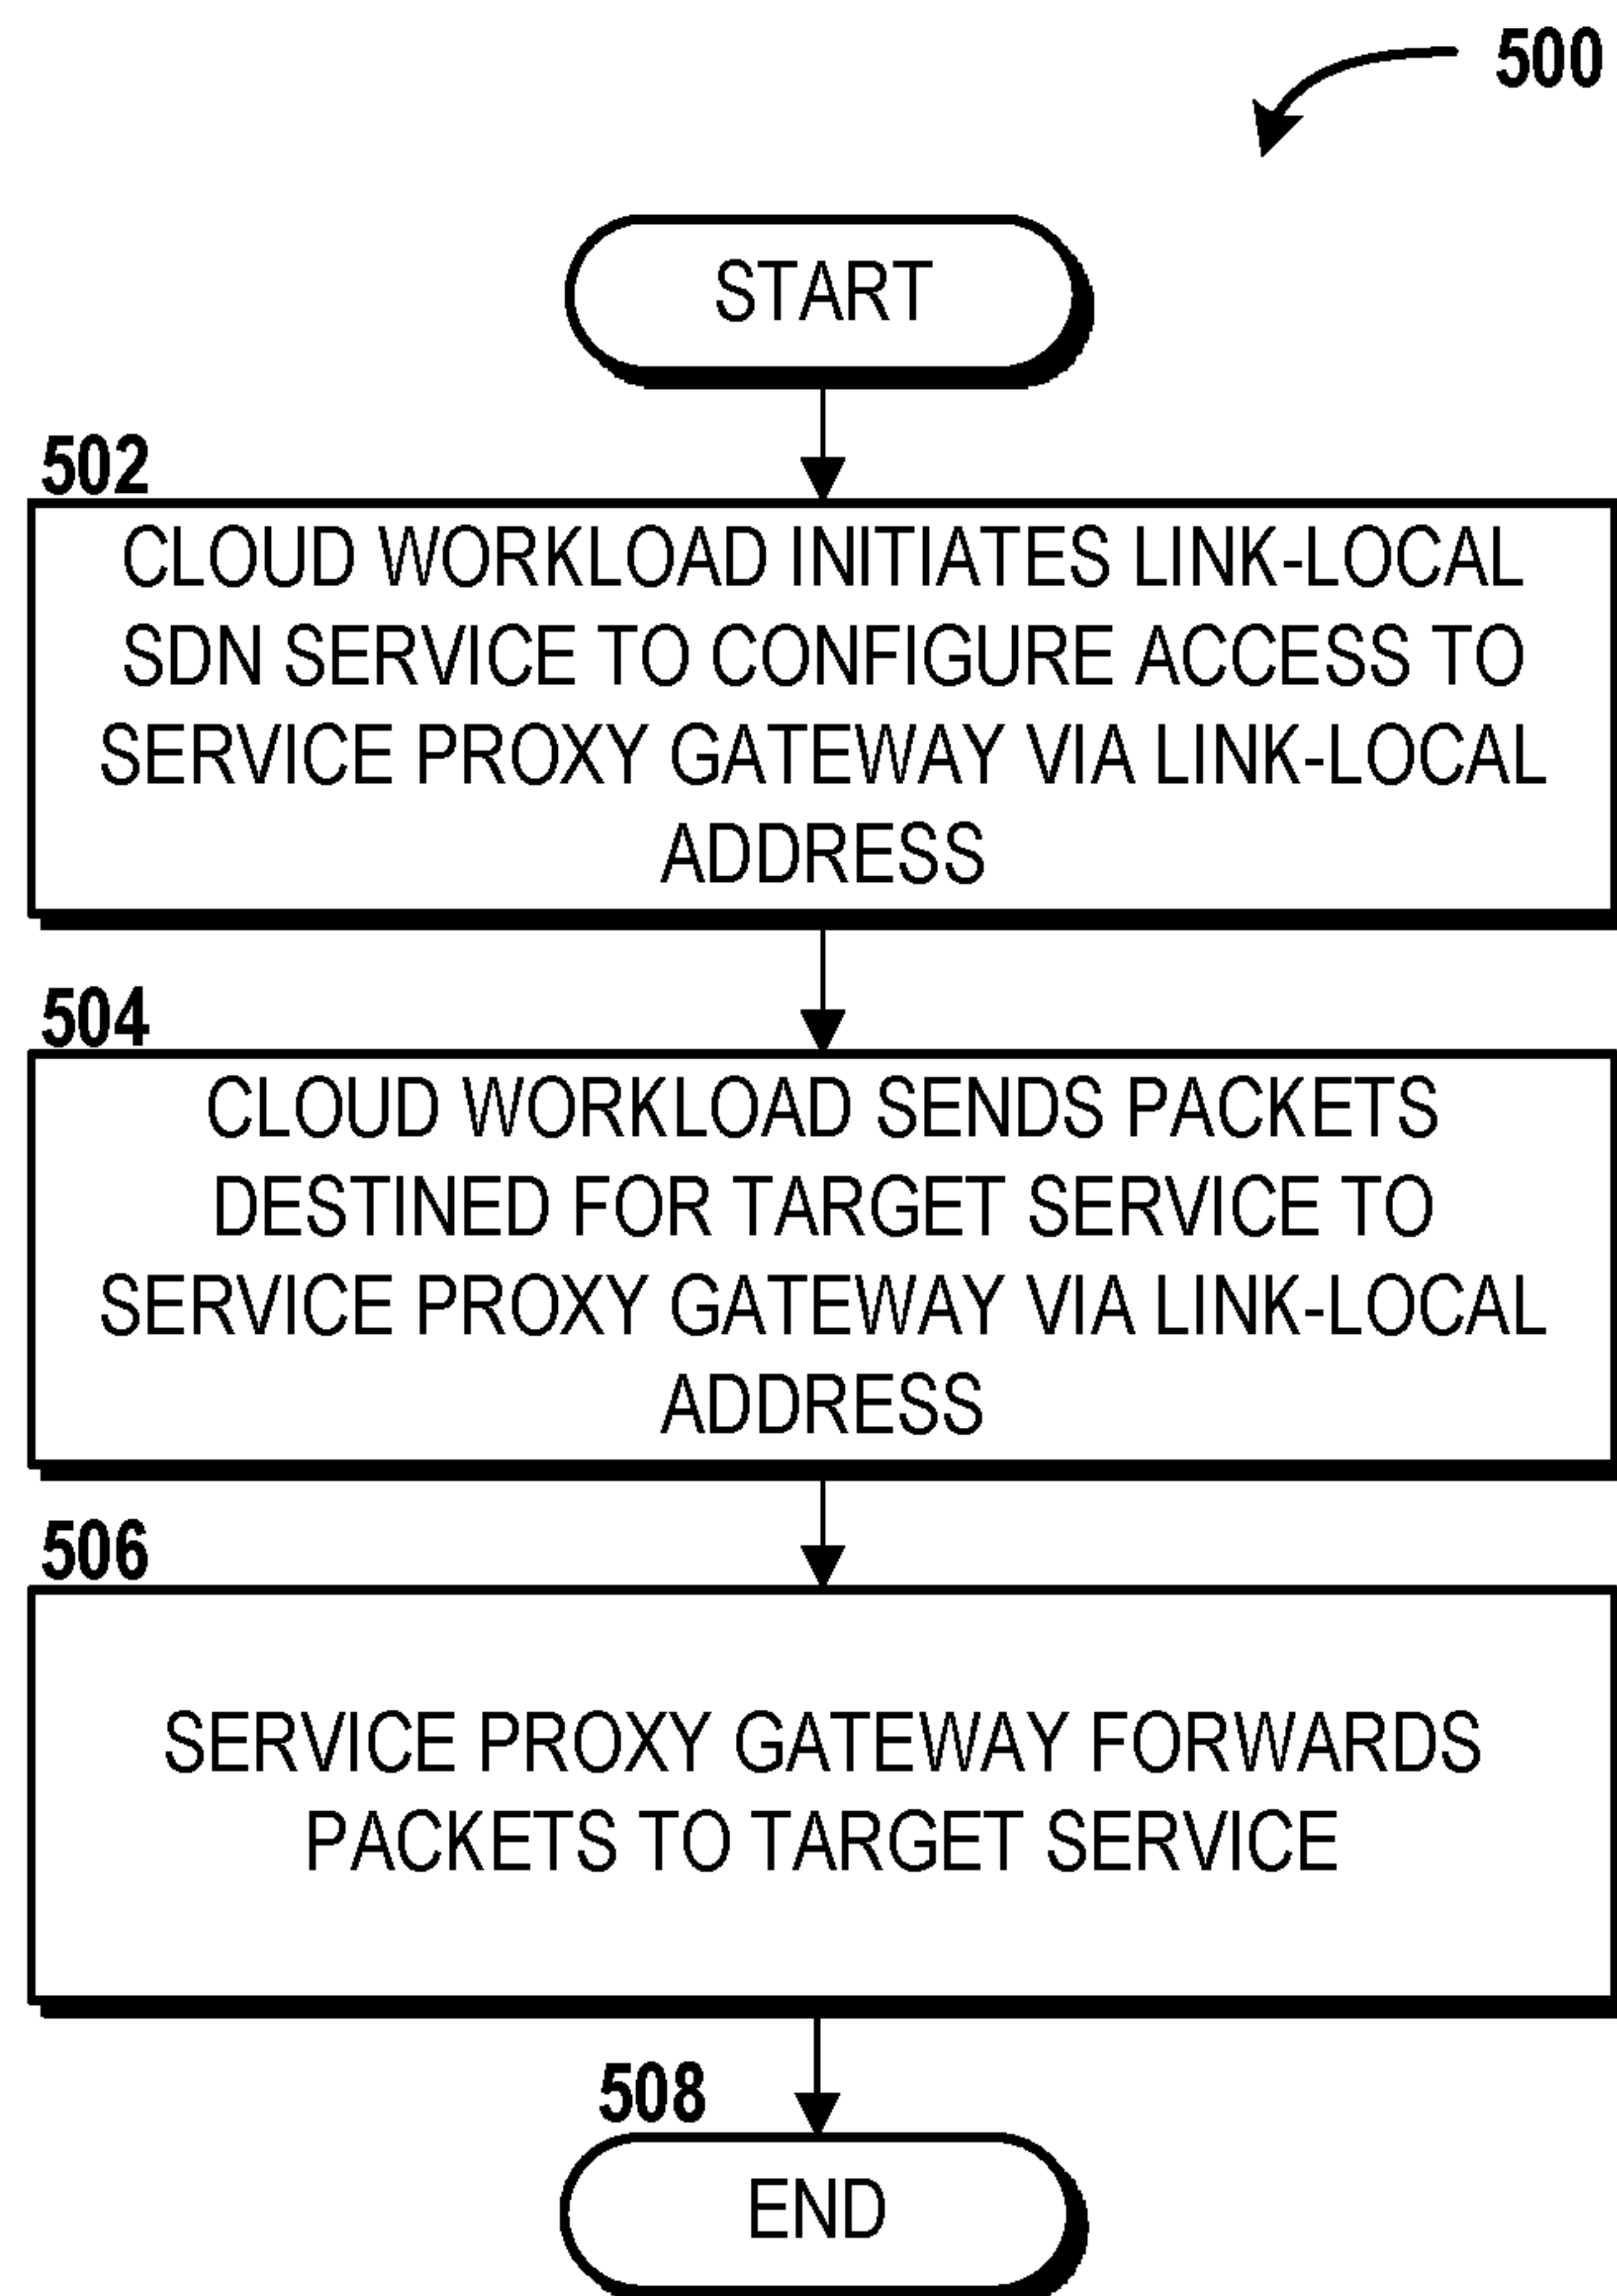 500
START
502
CLOUD WORKLOAD INITIATES LINK-LOCAL
SDN SERVICE TO CONFIGURE ACCESS TO
SERVICE PROXY GATEWAY VIA LINK-LOCAL
ADDRESS
504
CLOUD WORKLOAD SENDS PACKETS
DESTINED FOR TARGET SERVICE TO
SERVICE PROXY GATEWAY VIA LINK-LOCAL
ADDRESS
506
SERVICE PROXY GATEWAY FORWARDS
PACKETS TO TARGET SERVICE
508
END